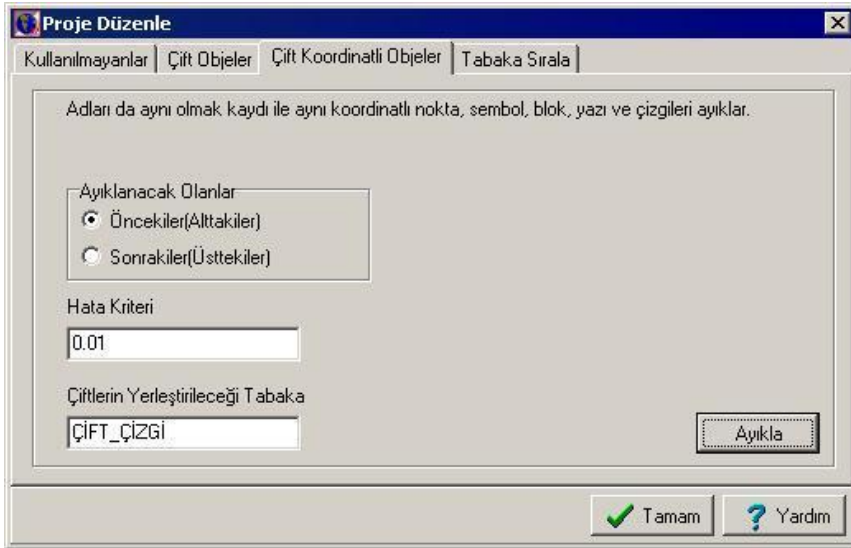 Proje Düzenle
Kullanılmayanlar Çift Objeler Çift Koordinatli Objeler Tabaka Sırala
Adları da aynı olmak kaydı ile aynı koordinatlı nokta, sembol, blok, yazı ve çizgileri ayıklar.
Ayıklanacak Olanlar
Öncekiler(Alttakiler)
Sonrakiler(Üsttekiler)
Hata Kriteri
0.01
Çiftlerin Yerleştirileceği Tabaka
ÇİFT_ÇİZGİ
Ayıkla
Tamam Yardım